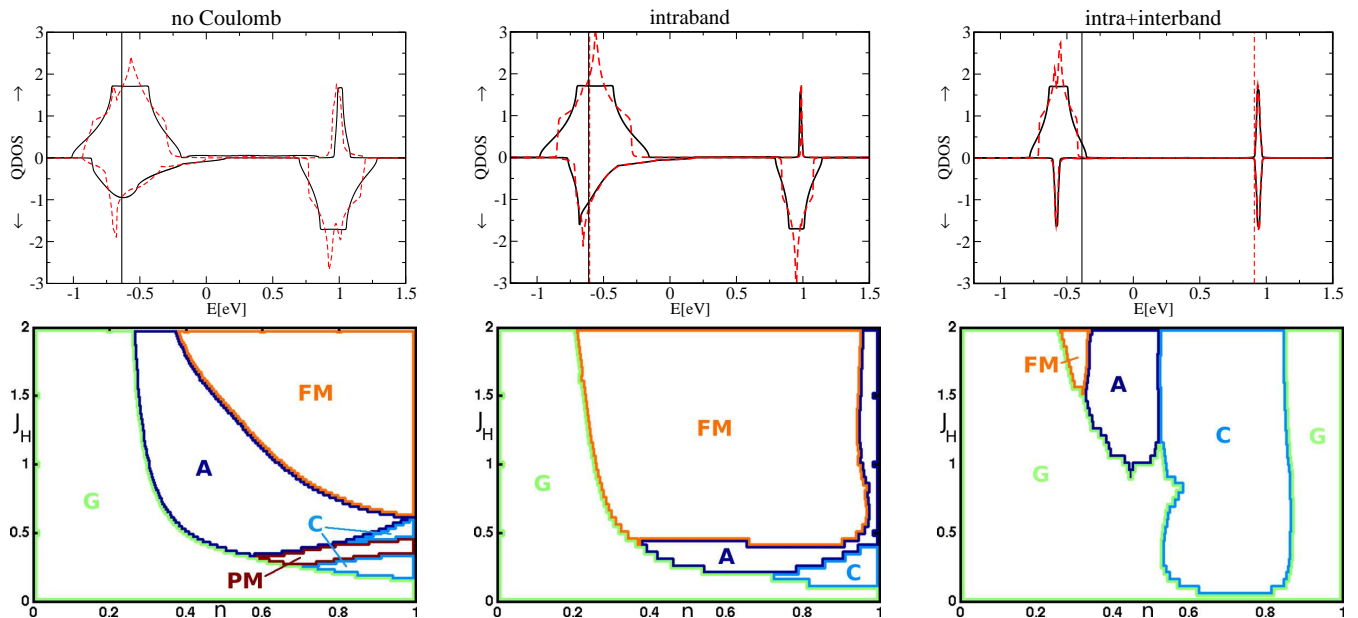 no Coulomb
intraband
intra+interband
3
2
1
0
-1
-2
-3
QDOS
→
←
-1
-0.5
0
0.5
1
1.5
E[eV]
3
2
1
0
-1
-2
-3
QDOS
→
←
-1
-0.5
0
0.5
1
1.5
E[eV]
3
2
1
0
-1
-2
-3
QDOS
→
←
-1
-0.5
0
0.5
1
1.5
E[eV]
2
1.5
J_H
1
0.5
0
0
0.2
0.4
0.6
n
0.8
1
G
A
FM
C
PM
2
1.5
J_H
1
0.5
0
0
0.2
0.4
0.6
n
0.8
1
G
FM
A
C
2
1.5
J_H
1
0.5
0
0
0.2
0.4
0.6
n
0.8
1
FM
A
C
G
G